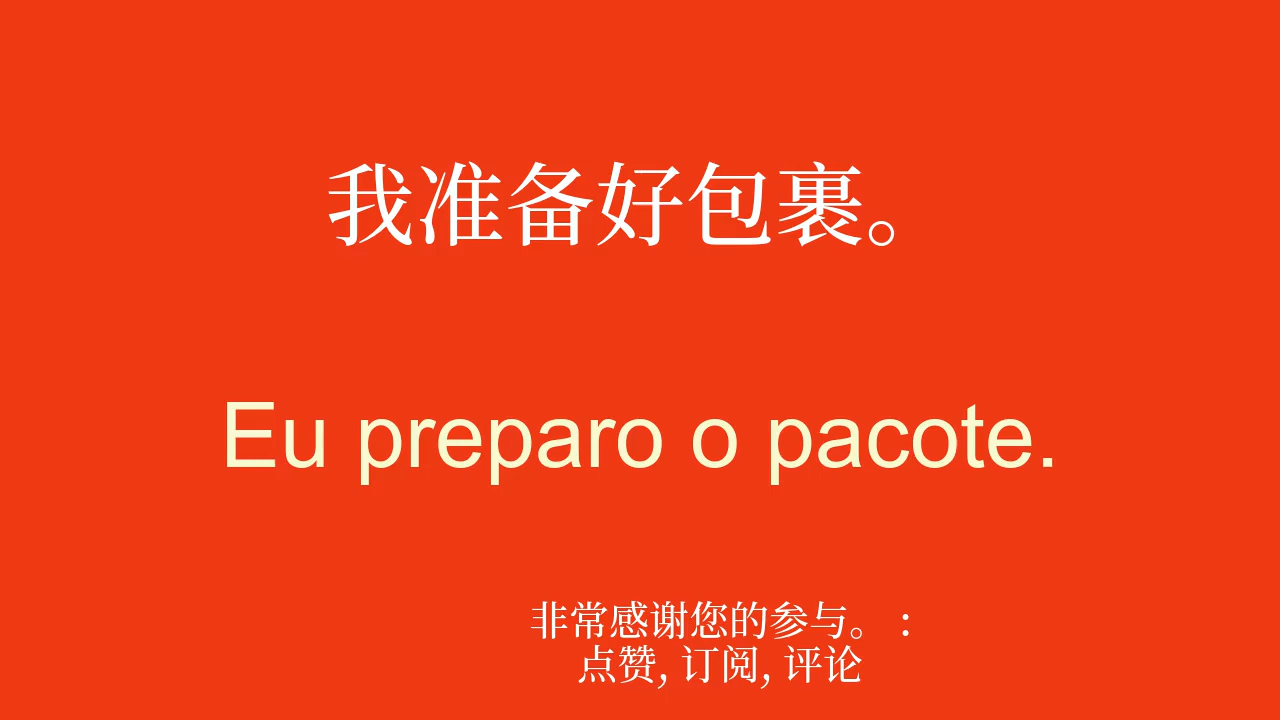 我准备好包裹。
Eu preparo o pacote.
非常感谢您的参与。 :
点赞, 订阅, 评论